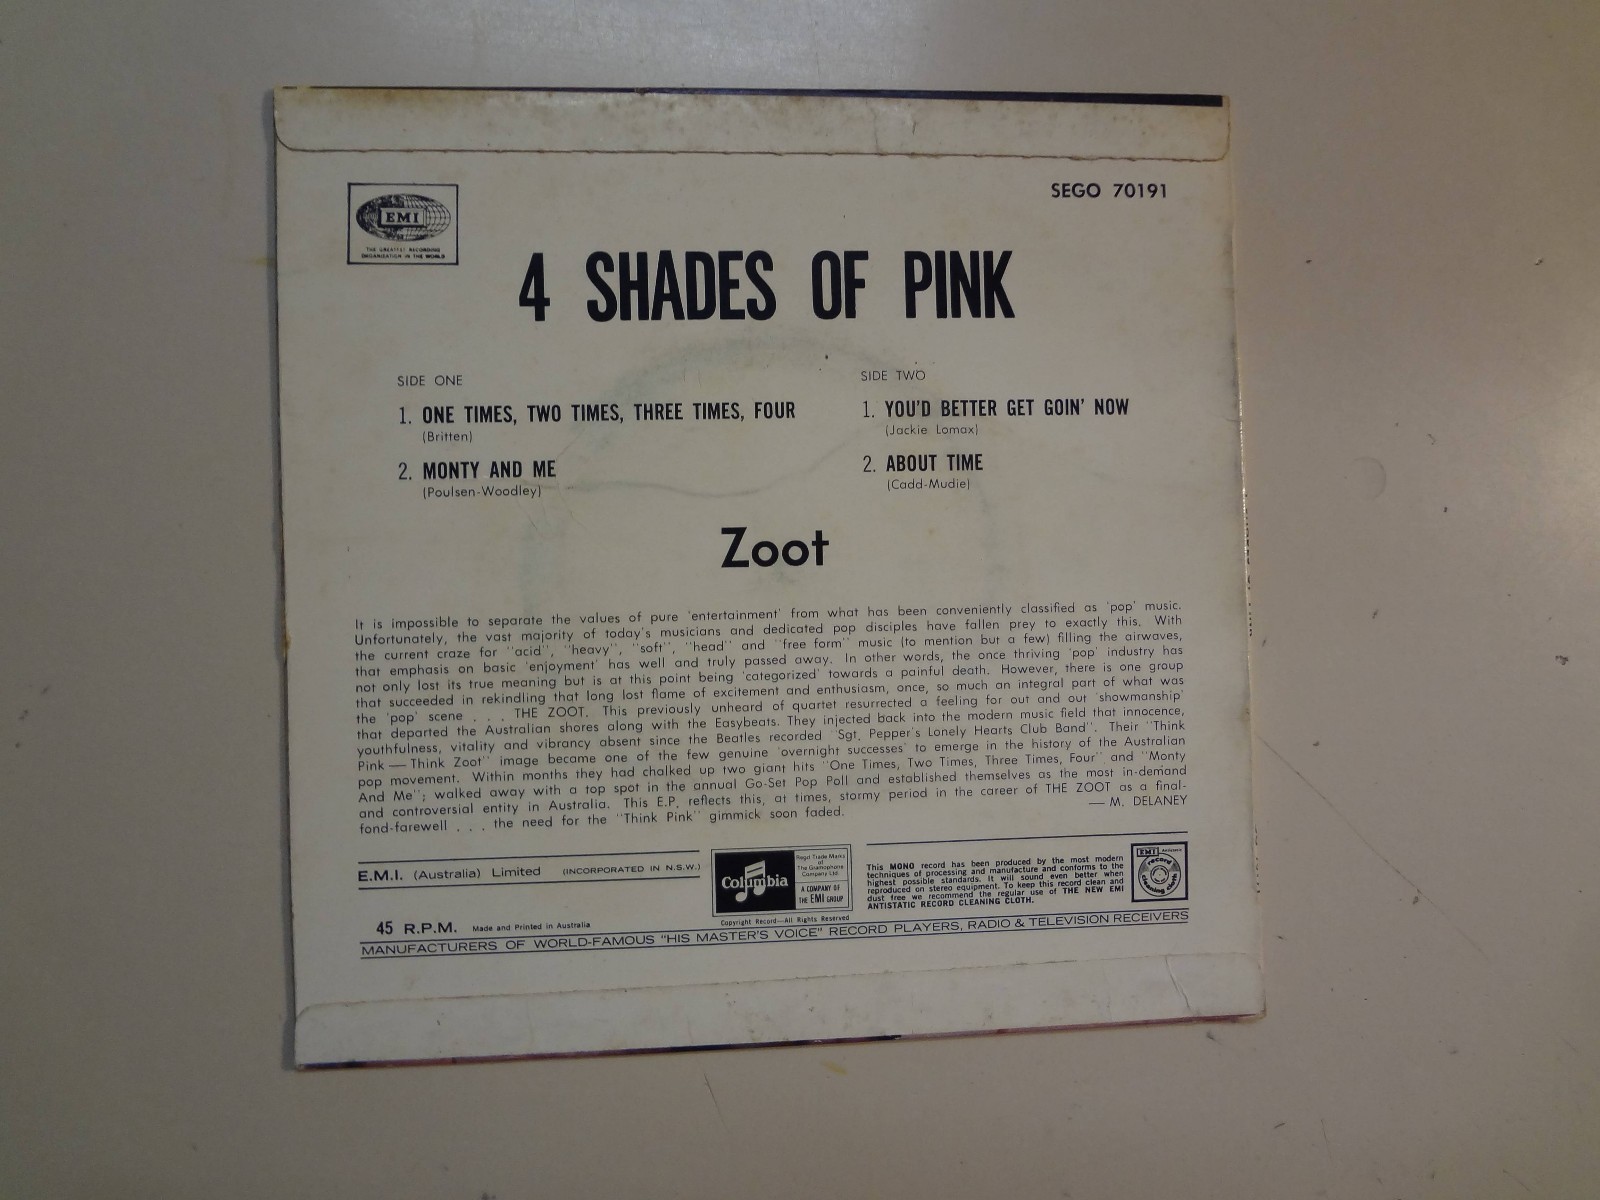 SEGO 70191
EMI
THE GREATEST RECORDING
ORGANISATION IN THE WORLD
4 SHADES OF PINK
SIDE ONE
1. ONE TIMES, TWO TIMES, THREE TIMES, FOUR
(Britten)
2. MONTY AND ME
(Poulsen-Woodley)
SIDE TWO
1. YOU'D BETTER GET GOIN' NOW
(Jackie Lomax)
2. ABOUT TIME
(Cadd-Mudie)
Zoot
It is impossible to separate the values of pure 'entertainment' from what has been conveniently classified as 'pop' music.
Unfortunately, the vast majority of today's musicians and dedicated pop disciples have fallen prey to exactly this. With
the current craze for "acid", "heavy", "soft", "head" and "free form" music (to mention but a few) filling the airwaves,
that emphasis on basic 'enjoyment' has well and truly passed away. In other words, the once thriving 'pop' industry has
not only lost its true meaning but is at this point being 'categorized' towards a painful death. However, there is one group
that succeeded in rekindling that long lost flame of excitement and enthusiasm, once, so much an integral part of what was
the 'pop' scene . . . THE ZOOT. This previously unheard of quartet resurrected a feeling for out and out 'showmanship'
that departed the Australian shores along with the Easybeats. They injected back into the modern music field that innocence,
youthfulness, vitality and vibrancy absent since the Beatles recorded "Sgt. Pepper's Lonely Hearts Club Band". Their "Think
Pink — Think Zoot" image became one of the few genuine 'overnight successes' to emerge in the history of the Australian
pop movement. Within months they had chalked up two giant hits "One Times, Two Times, Three Times, Four" and "Monty
And Me"; walked away with a top spot in the annual Go-Set Pop Poll and established themselves as the most in-demand
and controversial entity in Australia. This E.P. reflects this, at times, stormy period in the career of THE ZOOT as a final-
fond-farewell . . . the need for the "Think Pink" gimmick soon faded.
— M. DELANEY
E.M.I. (Australia) Limited (INCORPORATED IN N.S.W.)
Columbia
Regd Trade Marks
of
The Gramophone
Company Ltd.
A COMPANY OF
THE EMI GROUP
Copyright Record—All Rights Reserved
This MONO record has been produced by the most modern
techniques of processing and manufacture and conforms to the
highest possible standards. It will sound even better when
reproduced on stereo equipment. To keep this record clean and
dust free we recommend the regular use of THE NEW EMI
ANTISTATIC RECORD CLEANING CLOTH.
EMI
record
cleaning cloth
45 R.P.M. Made and Printed in Australia
MANUFACTURERS OF WORLD-FAMOUS "HIS MASTER'S VOICE" RECORD PLAYERS, RADIO & TELEVISION RECEIVERS